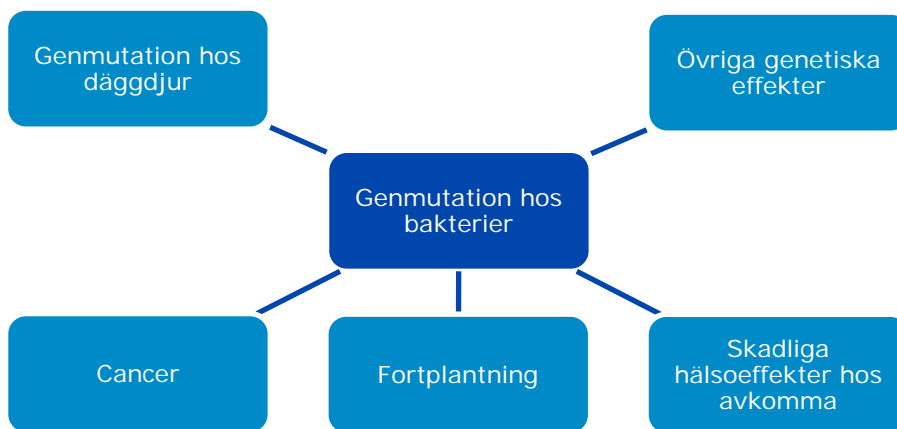 Genmutation hos
däggdjur
Övriga genetiska
effekter
Genmutation hos
bakterier
Cancer
Fortplantning
Skadliga
hälsoeffekter hos
avkomma